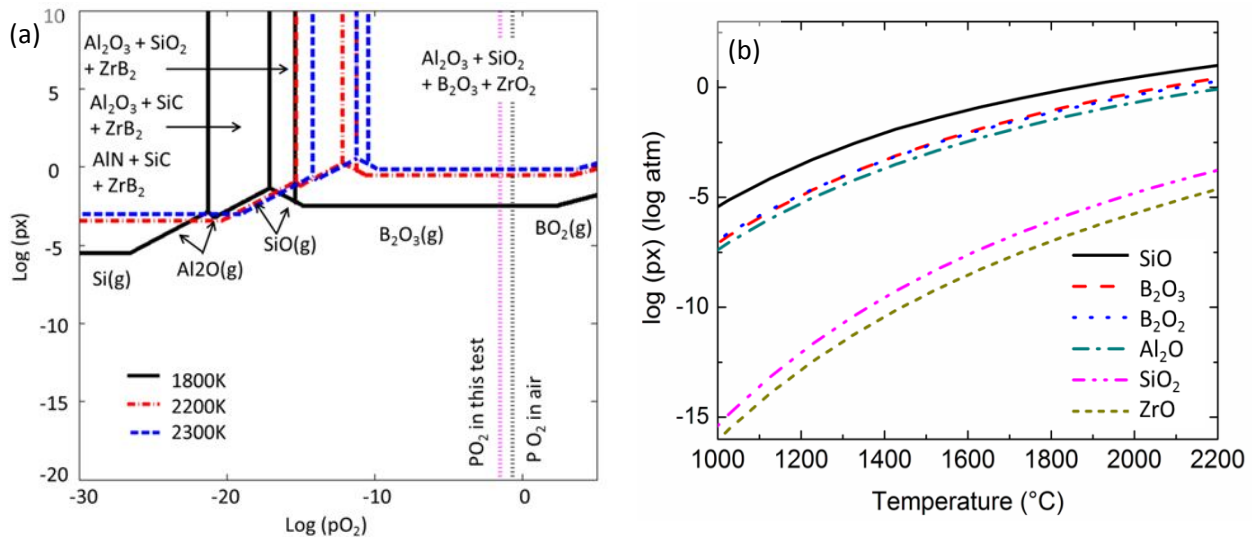 (a)
10
5
0
-5
-10
-15
-20
-30
-20
-10
0
Log (px)
Log (pO₂)
Al₂O₃ + SiO₂
+ ZrB₂
Al₂O₃ + SiC
+ ZrB₂
AlN + SiC
+ ZrB₂
Al₂O₃ + SiO₂
+ B₂O₃ + ZrO₂
Si(g)
Al2O(g)
SiO(g)
B₂O₃(g)
BO₂(g)
1800K
2200K
2300K
PO₂ in this test
P O₂ in air
(b)
0
-5
-10
-15
1000
1200
1400
1600
1800
2000
2200
log (px) (log atm)
Temperature (°C)
SiO
B₂O₃
B₂O₂
Al₂O
SiO₂
ZrO